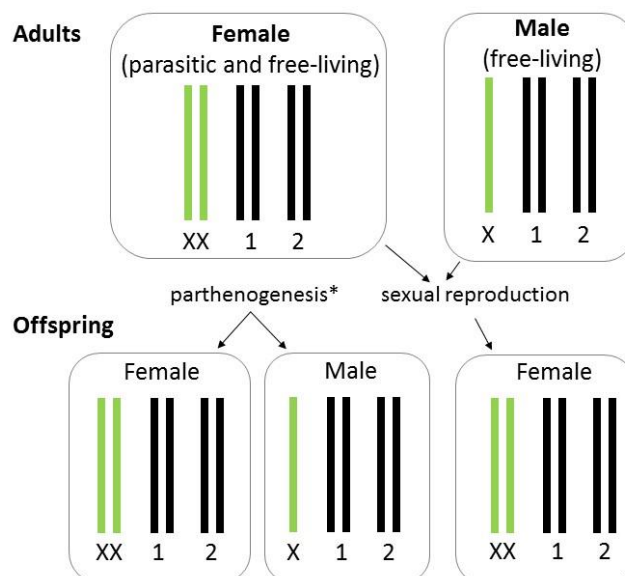 Adults
Female
(parasitic and free-living)
XX 1 2
Male
(free-living)
X 1 2
parthenogenesis* sexual reproduction
Offspring
Female
XX 1 2
Male
X 1 2
Female
XX 1 2